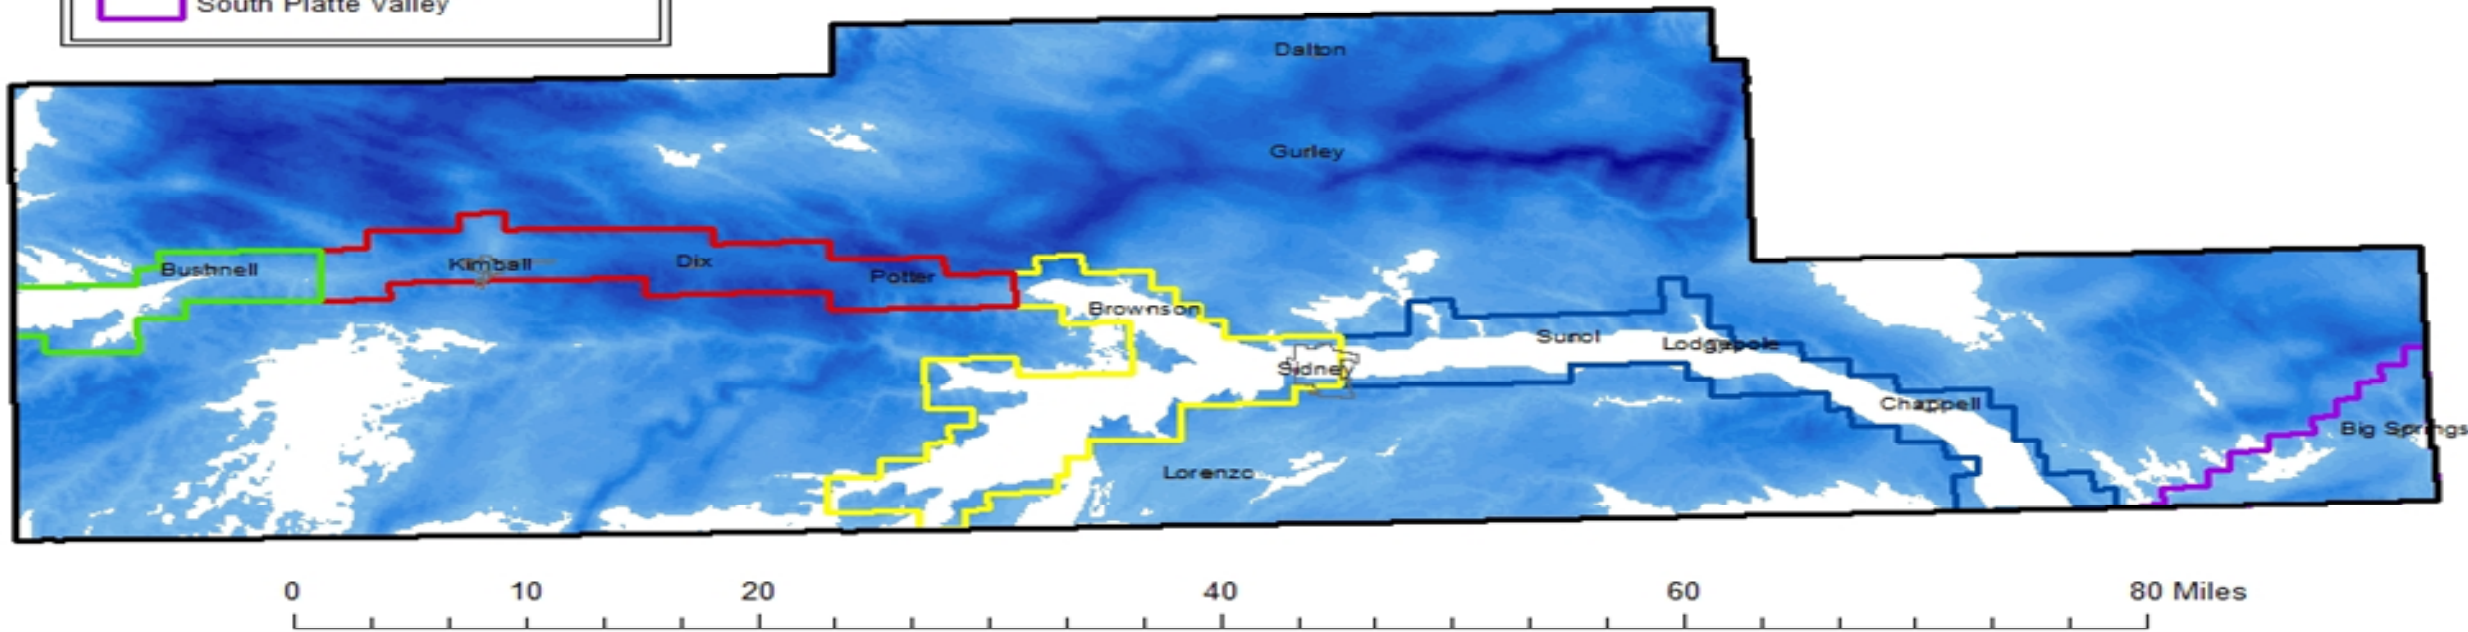 South Platte Valley
Dalton
Gurley
Bushnell
Kimball
Dix
Potter
Brownson
Sunol
Lodgepole
Sidney
Chappell
Big Springs
Lorenzo
0 10 20 40 60 80 Miles